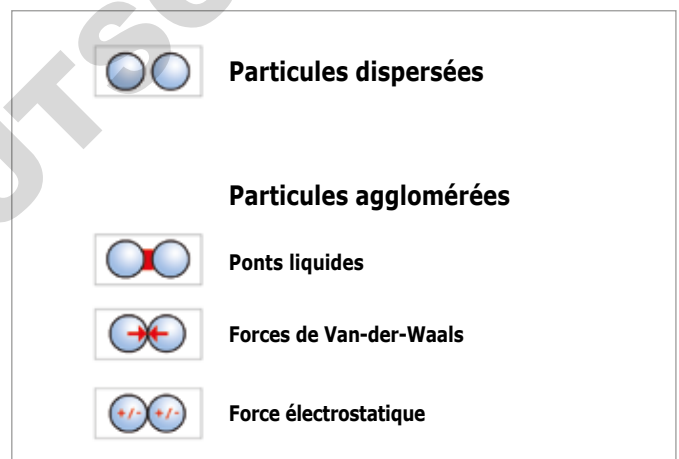 Particules dispersées
Particules agglomérées
Ponts liquides
Forces de Van-der-Waals
+/- +/-
Force électrostatique